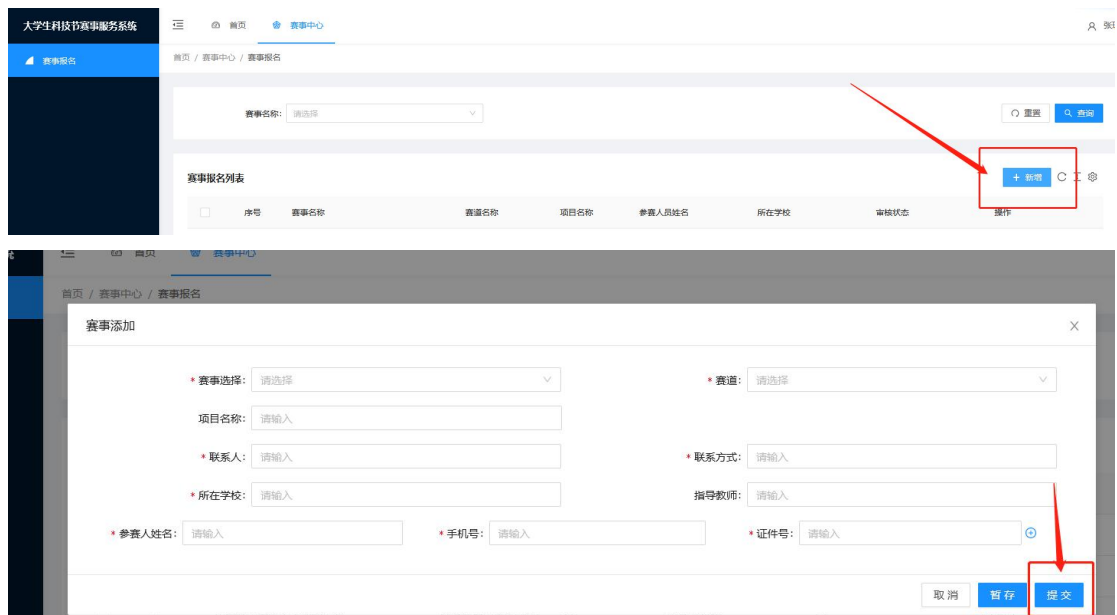 大学生科技节赛事服务系统 首页 赛事中心
赛事报名 首页 / 赛事中心 / 赛事报名
赛事名称: 请选择 重置 查询
赛事报名列表 + 新增
序号 赛事名称 赛道名称 项目名称 参赛人员姓名 所在学校 审核状态 操作
首页 赛事中心
首页 / 赛事中心 / 赛事报名
赛事添加
* 赛事选择: 请选择 * 赛道: 请选择
项目名称: 请输入
* 联系人: 请输入 * 联系方式: 请输入
* 所在学校: 请输入 指导教师: 请输入
* 参赛人姓名: 请输入 * 手机号: 请输入 * 证件号: 请输入
取消 暂存 提交